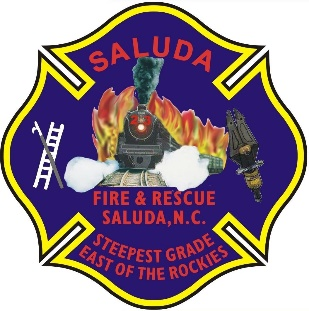 SALUDA
FIRE & RESCUE
SALUDA, N.C.
STEEPEST GRADE
EAST OF THE ROCKIES